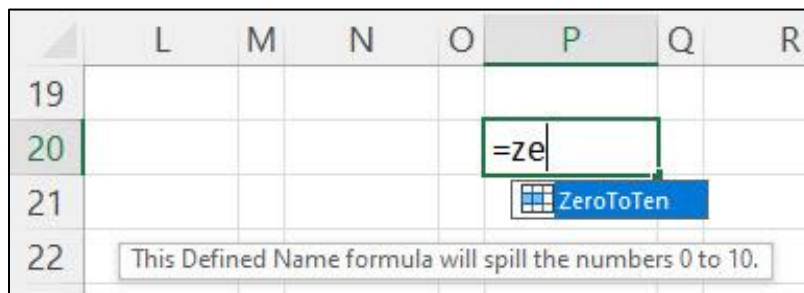 L M N O P Q R
19
20 =ze
21 ZeroToTen
22 This Defined Name formula will spill the numbers 0 to 10.